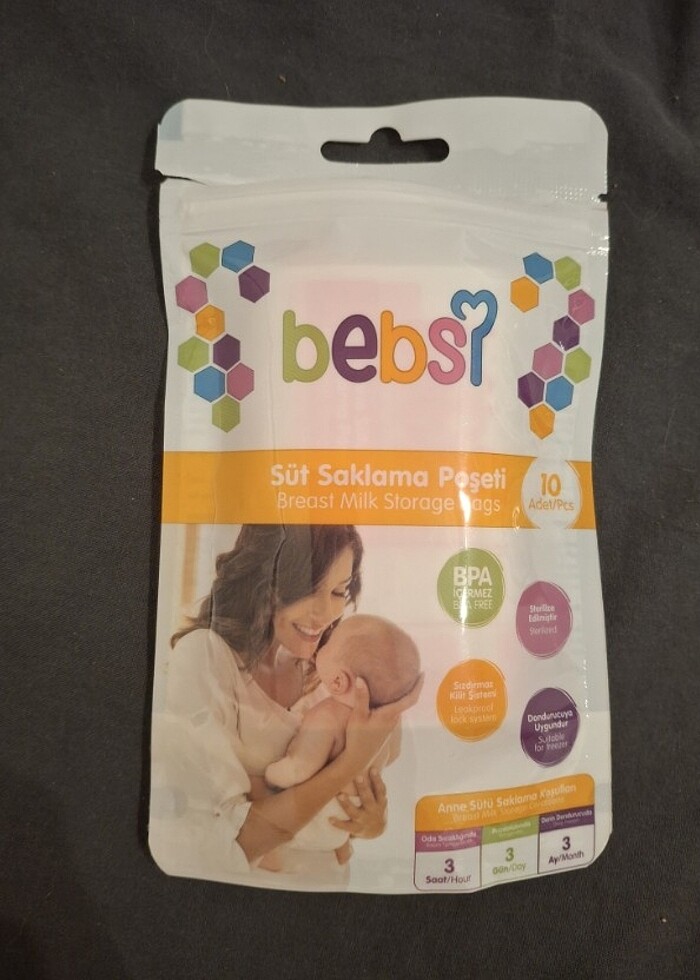 bebsi
Süt Saklama Poşeti
Breast Milk Storage Bags
10
Adet/Pcs
BPA
İÇERMEZ
BPA FREE
Sterilize
Edilmiştir
Sterilized
Sızdırmaz
Kilit Sistemi
Leakproof
lock system
Dondurucuya
Uygundur
Suitable
for freezer
Anne Sütü Saklama Koşulları
Breast Milk Storage Conditions
Oda Sıcaklığında
Buzdolabında
Derin Dondurucuda
3
Saat/Hour
3
Gün/Day
3
Ay/Month